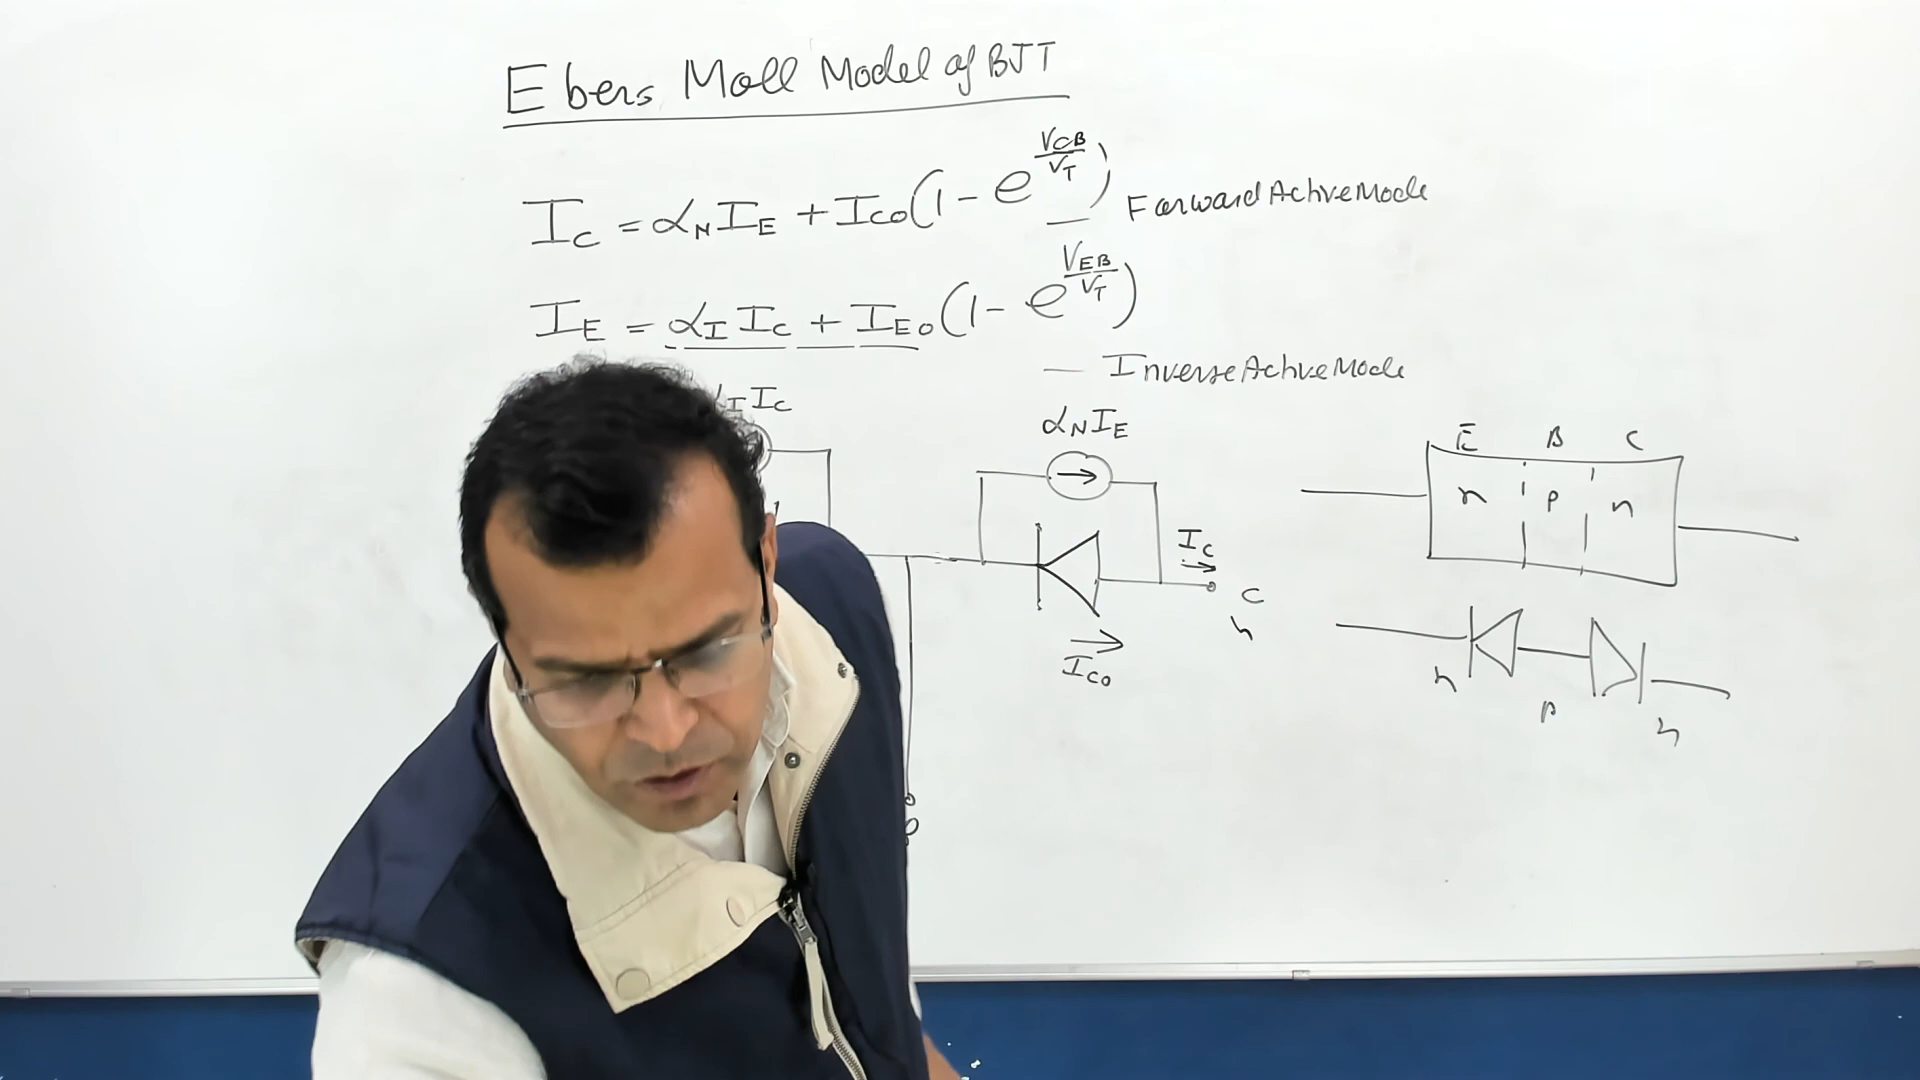 Ebers Moll Model of BJT
I_C = α_N I_E + I_CO (1 - e^(V_CB/V_T)) — Forward Active Mode
I_E = α_I I_C + I_EO (1 - e^(V_EB/V_T))
— Inverse Active Mode
I I_C
α_N I_E
I_C
C
n
I_CO
E B C
n p n
n p n